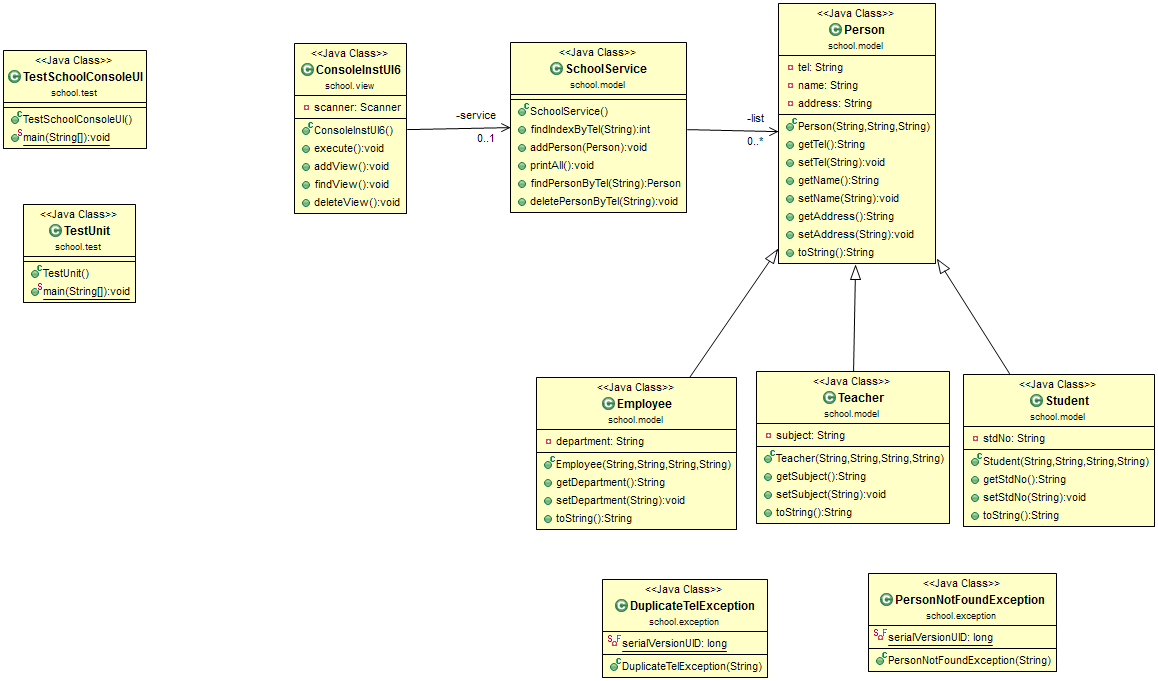 <<Java Class>>
TestSchoolConsoleUI
school.test
TestSchoolConsoleUI()
main(String[]):void
<<Java Class>>
TestUnit
school.test
TestUnit()
main(String[]):void
<<Java Class>>
ConsoleInstUI6
school.view
scanner: Scanner
ConsoleInstUI6()
execute():void
addView():void
findView():void
deleteView():void
-service
0..1
<<Java Class>>
SchoolService
school.model
SchoolService()
findIndexByTel(String):int
addPerson(Person):void
printAll():void
findPersonByTel(String):Person
deletePersonByTel(String):void
-list
0..*
<<Java Class>>
Person
school.model
tel: String
name: String
address: String
Person(String,String,String)
getTel():String
setTel(String):void
getName():String
setName(String):void
getAddress():String
setAddress(String):void
toString():String
<<Java Class>>
Employee
school.model
department: String
Employee(String,String,String,String)
getDepartment():String
setDepartment(String):void
toString():String
<<Java Class>>
Teacher
school.model
subject: String
Teacher(String,String,String,String)
getSubject():String
setSubject(String):void
toString():String
<<Java Class>>
Student
school.model
stdNo: String
Student(String,String,String,String)
getStdNo():String
setStdNo(String):void
toString():String
<<Java Class>>
DuplicateTelException
school.exception
serialVersionUID: long
DuplicateTelException(String)
<<Java Class>>
PersonNotFoundException
school.exception
serialVersionUID: long
PersonNotFoundException(String)